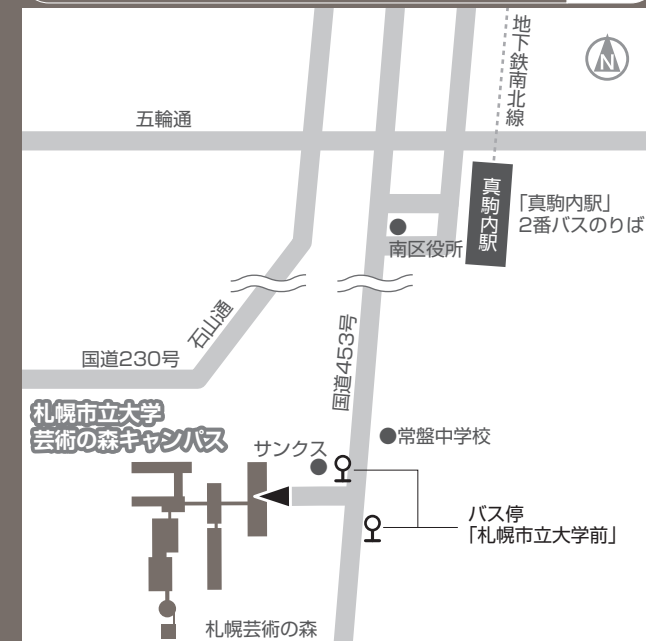 地下鉄南北線
N
五輪通
真駒内駅
「真駒内駅」
2番バスのりば
南区役所
石山通
国道230号
国道453号
札幌市立大学
芸術の森キャンパス
サンクス
常盤中学校
バス停
「札幌市立大学前」
札幌芸術の森